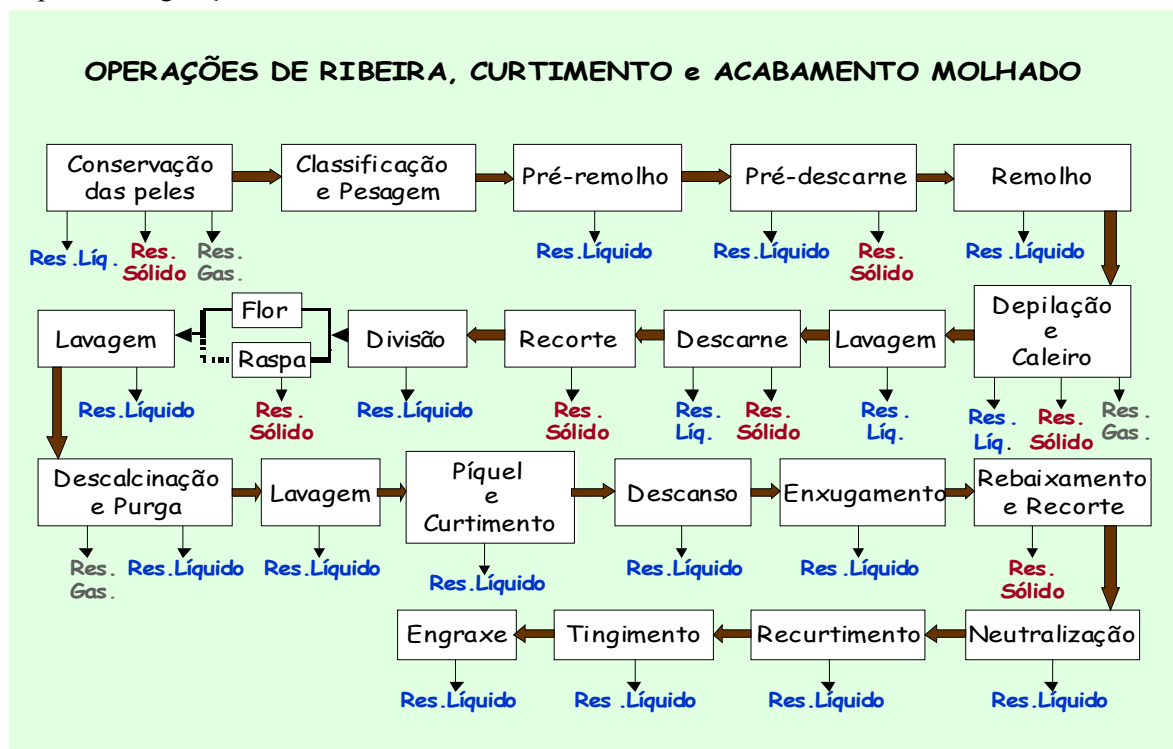 OPERAÇÕES DE RIBEIRA, CURTIMENTO e ACABAMENTO MOLHADO
Conservação
das peles
Classificação
e Pesagem
Pré-remolho
Pré-descarne
Remolho
Res.Líq.
Res.
Sólido
Res.
Gas.
Res.Líquido
Res.Líquido
Res.
Sólido
Res.Líquido
Lavagem
Flor
Raspa
Divisão
Recorte
Descarne
Lavagem
Depilação
e
Caleiro
Res.Líquido
Res.
Sólido
Res.Líquido
Res.
Sólido
Res.
Líq.
Res.
Sólido
Res.
Líq.
Res.
Líq.
Res.
Sólido
Res.
Gas.
Descalcinação
e Purga
Lavagem
Píquel
e
Curtimento
Descanso
Enxugamento
Rebaixamento
e Recorte
Res.
Gas.
Res.Líquido
Res.Líquido
Res.Líquido
Res.Líquido
Res.Líquido
Res.
Sólido
Engraxe
Tingimento
Recurtimento
Neutralização
Res.Líquido
Res .Líquido
Res.Líquido
Res.Líquido